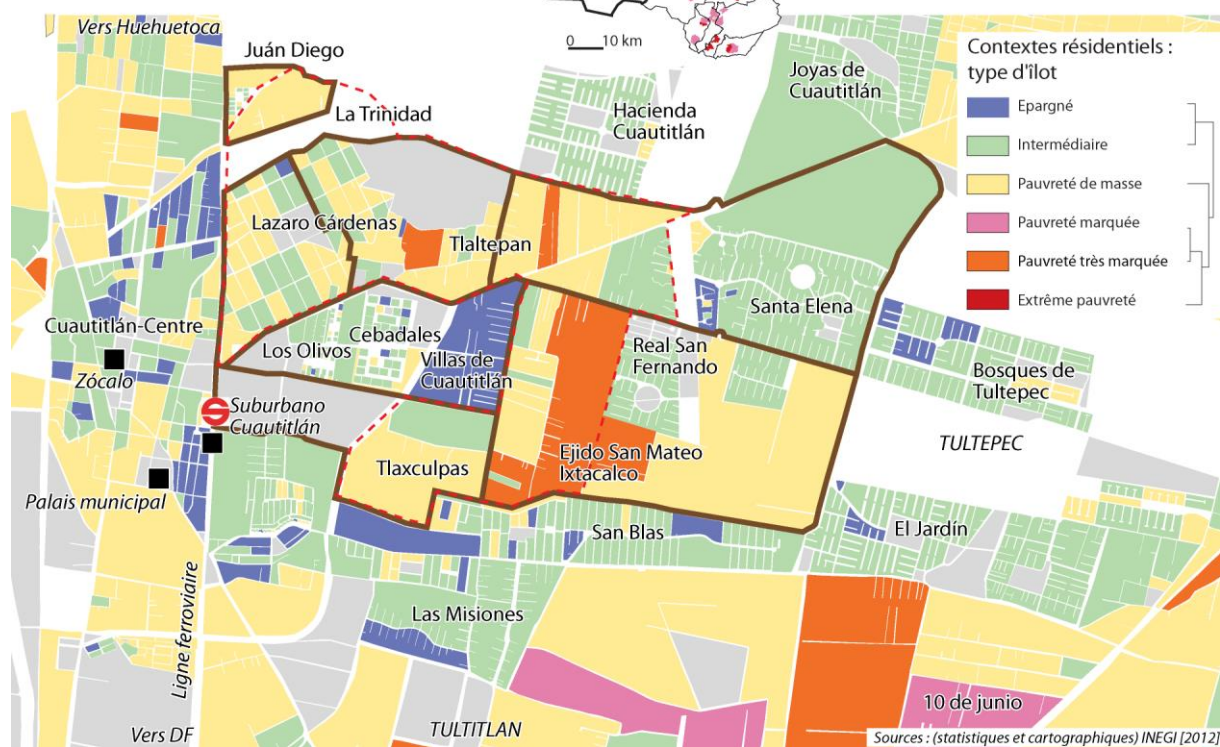 Vers Huehuetoca
0 10 km
Juán Diego
La Trinidad
Hacienda
Cuautitlán
Joyas de
Cuautitlán
Contextes résidentiels :
type d'îlot
Epargné
Intermédiaire
Pauvreté de masse
Pauvreté marquée
Pauvreté très marquée
Extrême pauvreté
Lazaro Cárdenas
Tlaltepan
Santa Elena
Cuautitlán-Centre
Zócalo
Los Olivos
Cebadales
Villas de
Cuautitlán
Real San
Fernando
Bosques de
Tultepec
Suburbano
Cuautitlán
TULTEPEC
Tlaxculpas
Ejido San Mateo
Ixtacalco
Palais municipal
San Blas
El Jardín
Ligne ferroviaire
Las Misiones
10 de junio
Vers DF
TULTITLAN
Sources : (statistiques et cartographiques) INEGI [2012]